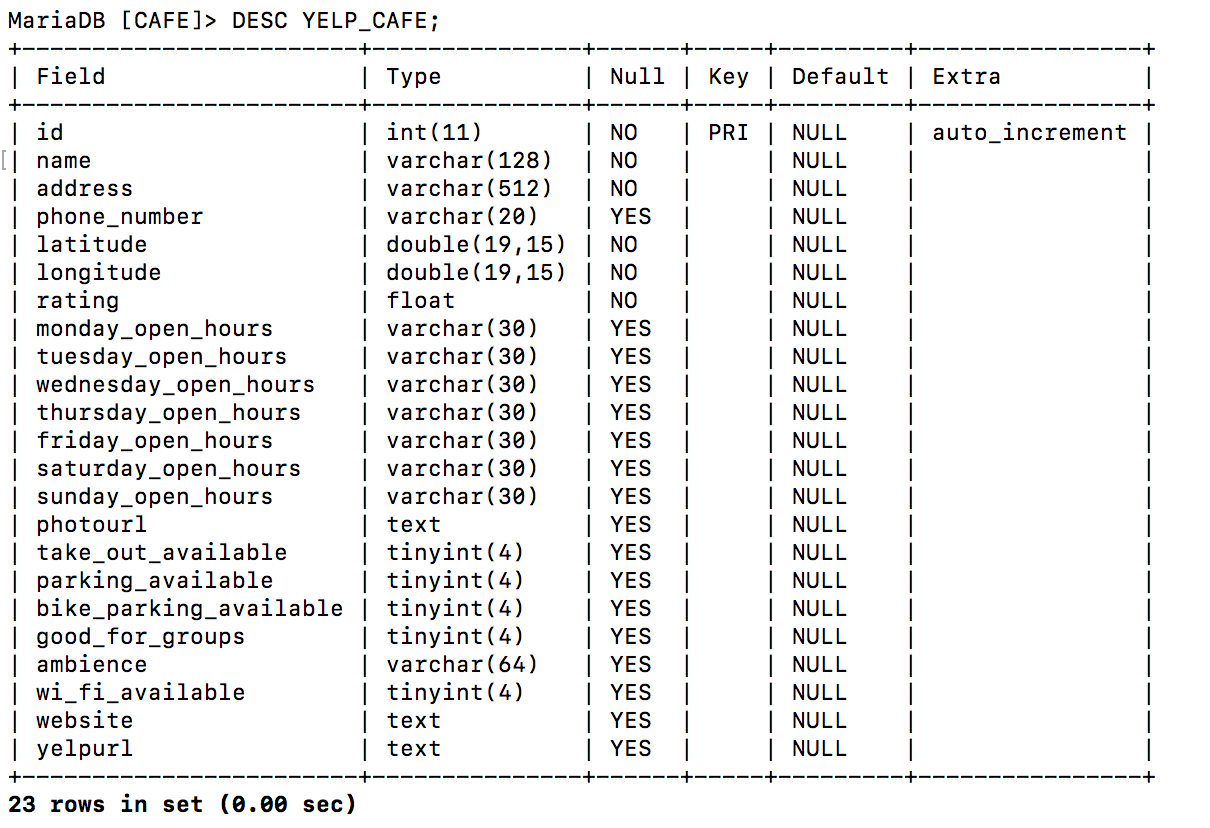 MariaDB [CAFE]> DESC YELP_CAFE;
+------------------------+---------------+------+-----+---------+----------------+
| Field                  | Type          | Null | Key | Default | Extra          |
+------------------------+---------------+------+-----+---------+----------------+
| id                     | int(11)       | NO   | PRI | NULL    | auto_increment |
[| name                   | varchar(128)  | NO   |     | NULL    |                |
| address                | varchar(512)  | NO   |     | NULL    |                |
| phone_number           | varchar(20)   | YES  |     | NULL    |                |
| latitude               | double(19,15) | NO   |     | NULL    |                |
| longitude              | double(19,15) | NO   |     | NULL    |                |
| rating                 | float         | NO   |     | NULL    |                |
| monday_open_hours      | varchar(30)   | YES  |     | NULL    |                |
| tuesday_open_hours     | varchar(30)   | YES  |     | NULL    |                |
| wednesday_open_hours   | varchar(30)   | YES  |     | NULL    |                |
| thursday_open_hours    | varchar(30)   | YES  |     | NULL    |                |
| friday_open_hours      | varchar(30)   | YES  |     | NULL    |                |
| saturday_open_hours    | varchar(30)   | YES  |     | NULL    |                |
| sunday_open_hours      | varchar(30)   | YES  |     | NULL    |                |
| photourl               | text          | YES  |     | NULL    |                |
| take_out_available     | tinyint(4)    | YES  |     | NULL    |                |
| parking_available      | tinyint(4)    | YES  |     | NULL    |                |
| bike_parking_available | tinyint(4)    | YES  |     | NULL    |                |
| good_for_groups        | tinyint(4)    | YES  |     | NULL    |                |
| ambience               | varchar(64)   | YES  |     | NULL    |                |
| wi_fi_available        | tinyint(4)    | YES  |     | NULL    |                |
| website                | text          | YES  |     | NULL    |                |
| yelpurl                | text          | YES  |     | NULL    |                |
+------------------------+---------------+------+-----+---------+----------------+
23 rows in set (0.00 sec)